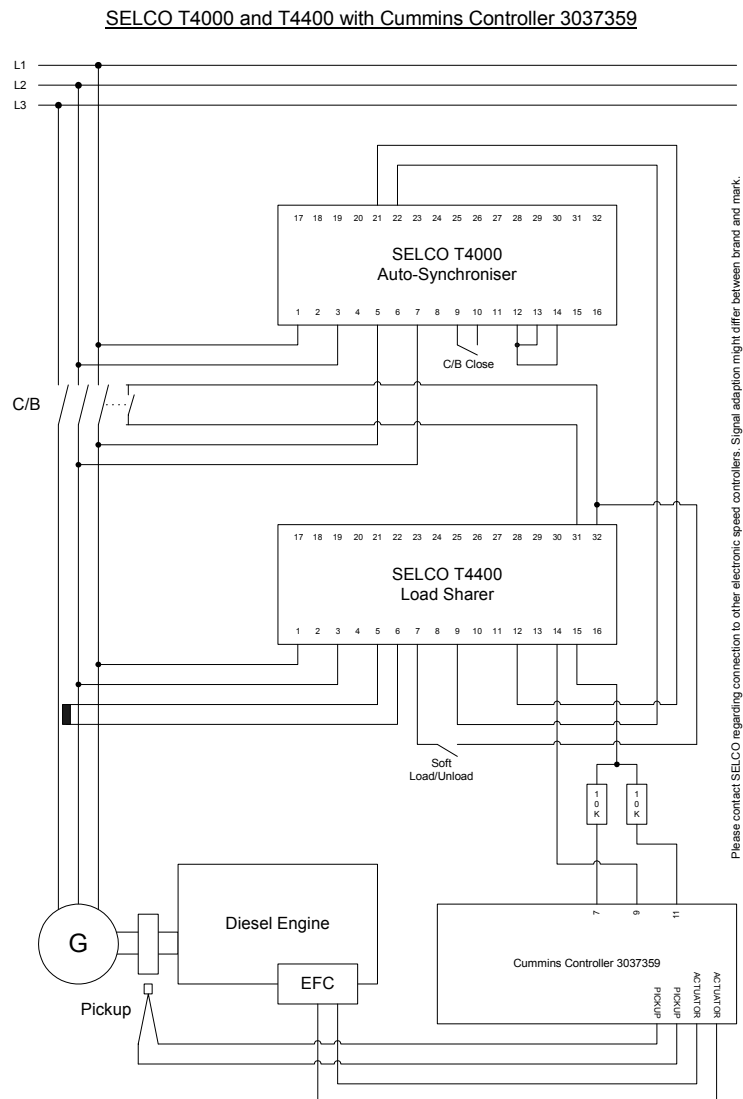 SELCO T4000 and T4400 with Cummins Controller 3037359
L1
L2
L3
17 18 19 20 21 22 23 24 25 26 27 28 29 30 31 32
SELCO T4000
Auto-Synchroniser
1 2 3 4 5 6 7 8 9 10 11 12 13 14 15 16
C/B Close
C/B
17 18 19 20 21 22 23 24 25 26 27 28 29 30 31 32
SELCO T4400
Load Sharer
1 2 3 4 5 6 7 8 9 10 11 12 13 14 15 16
Soft
Load/Unload
10K
10K
7 9 11
Cummins Controller 3037359
PICKUP
PICKUP
ACTUATOR
ACTUATOR
Diesel Engine
G
EFC
Pickup
Please contact SELCO regarding connection to other electronic speed controllers. Signal adaption might differ between brand and mark.